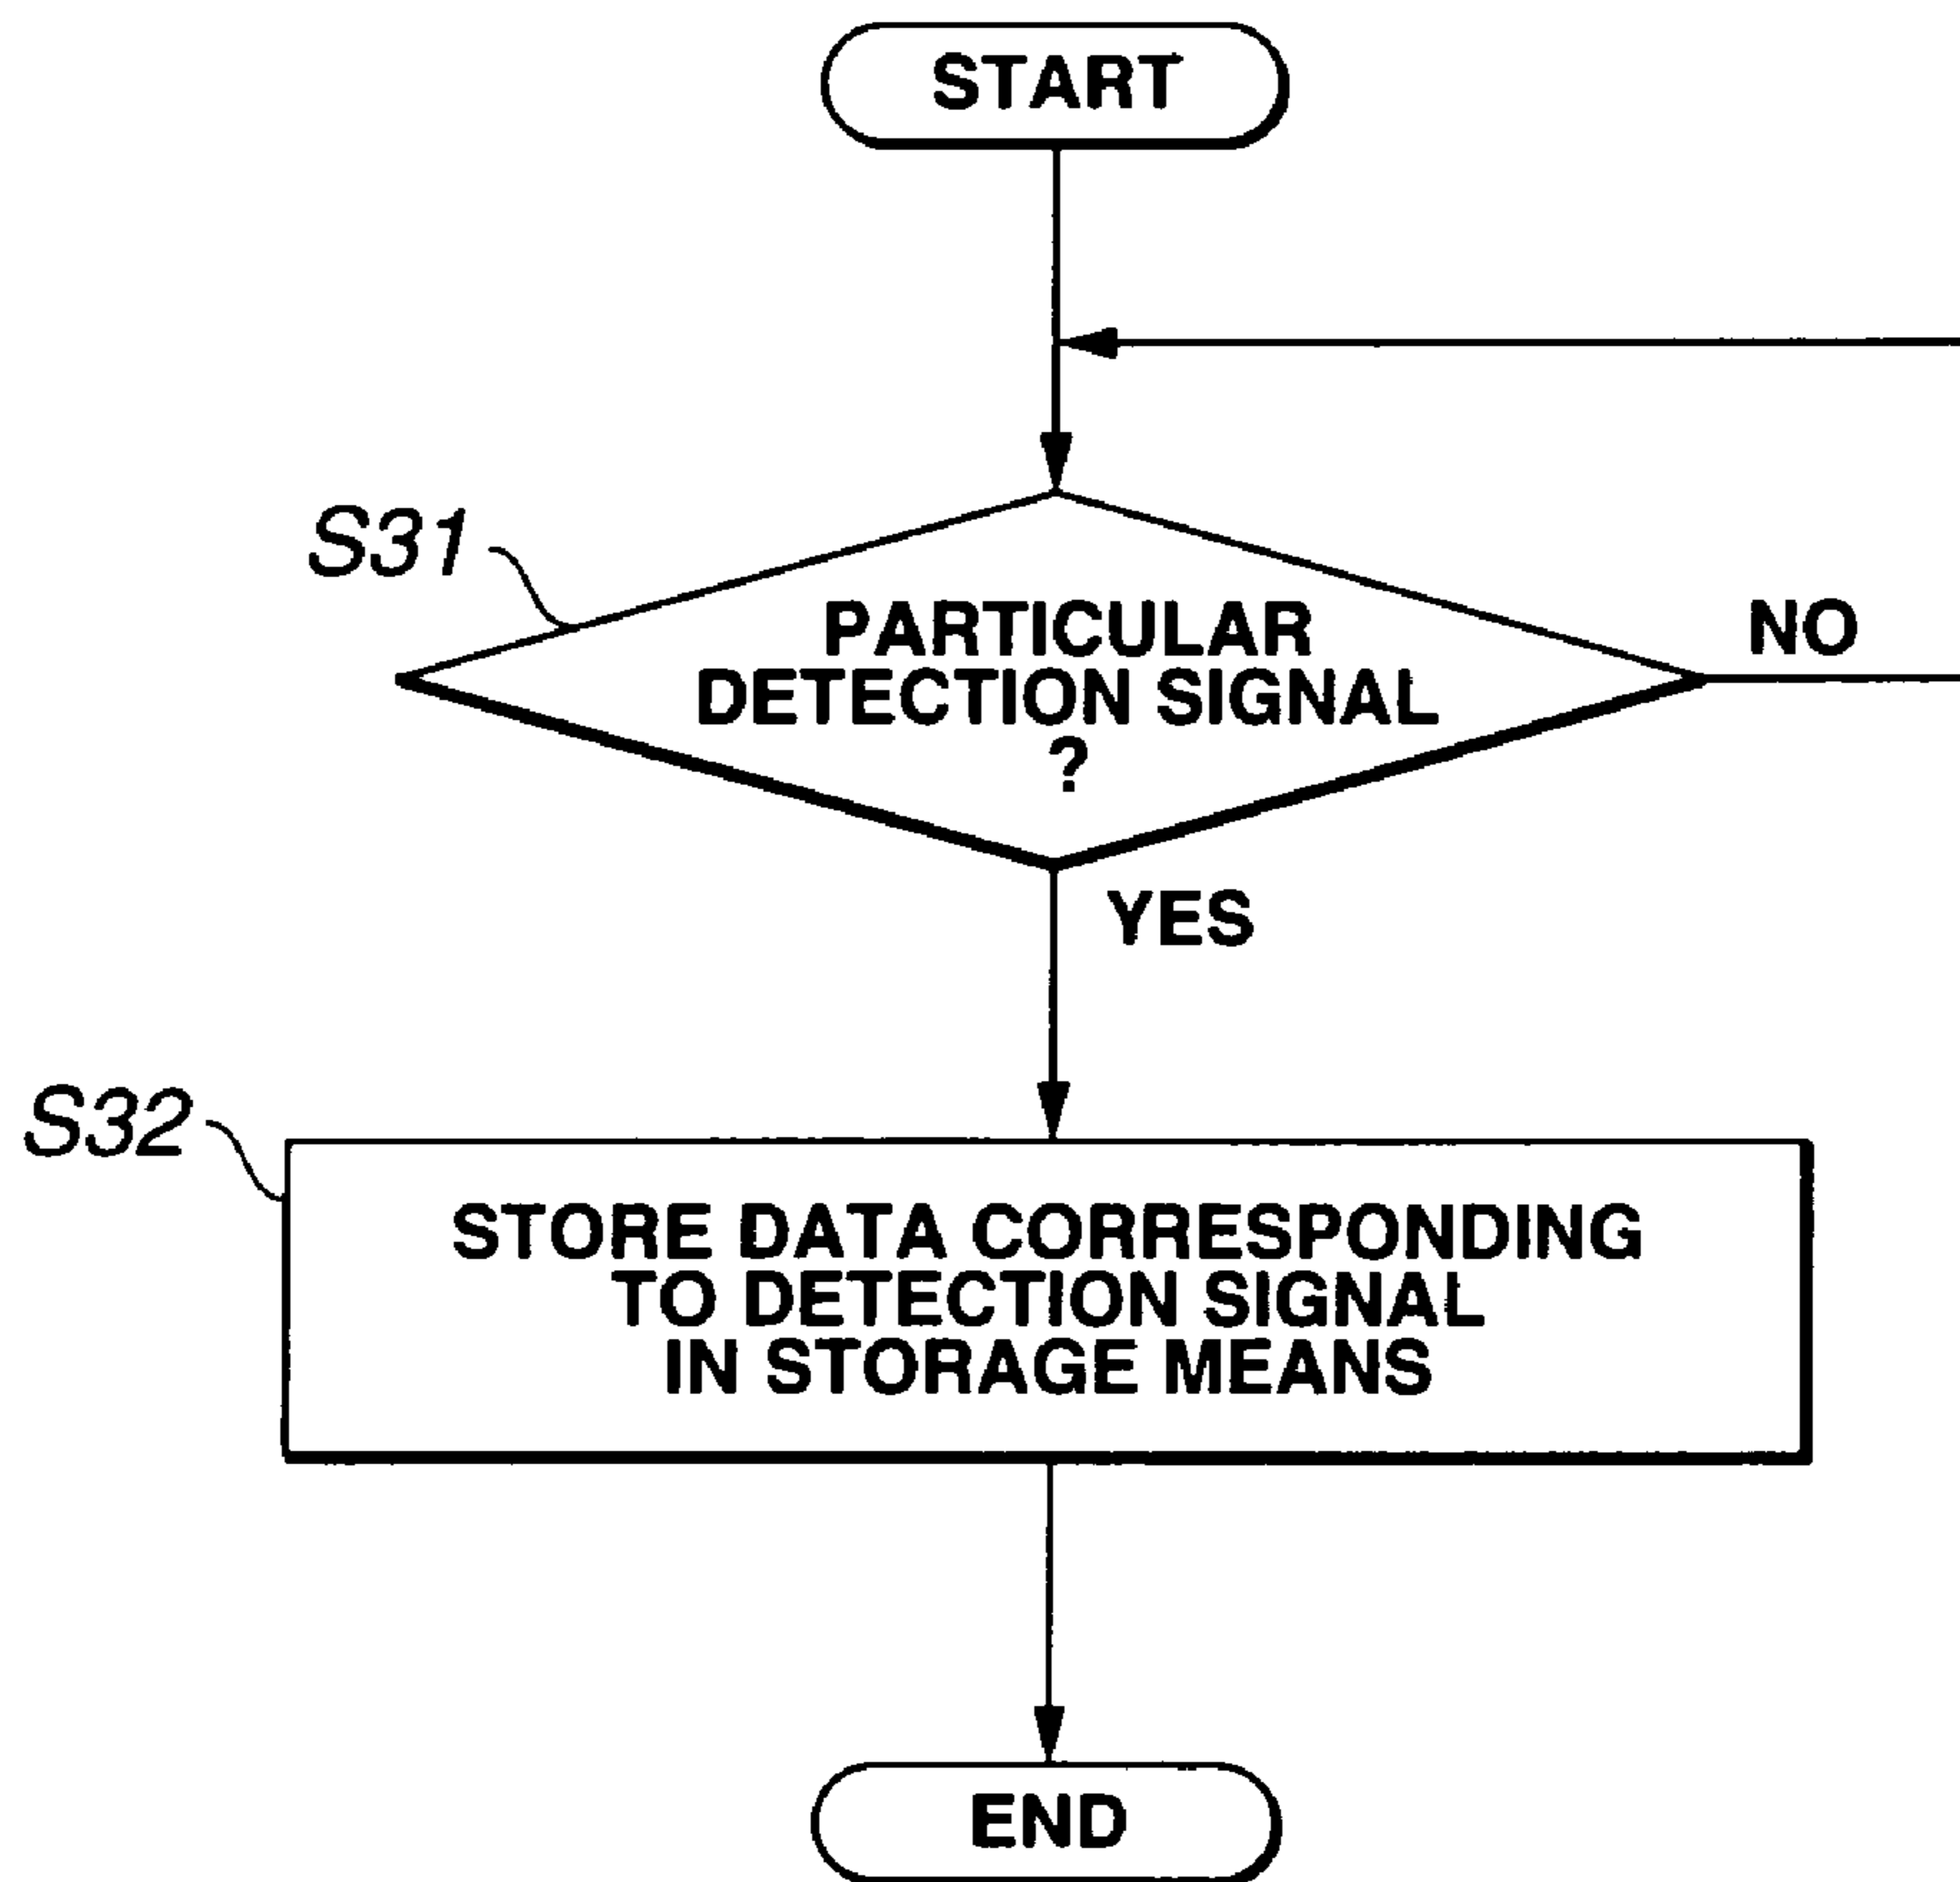 START
S31
PARTICULAR
DETECTION SIGNAL
?
NO
YES
S32
STORE DATA CORRESPONDING
TO DETECTION SIGNAL
IN STORAGE MEANS
END